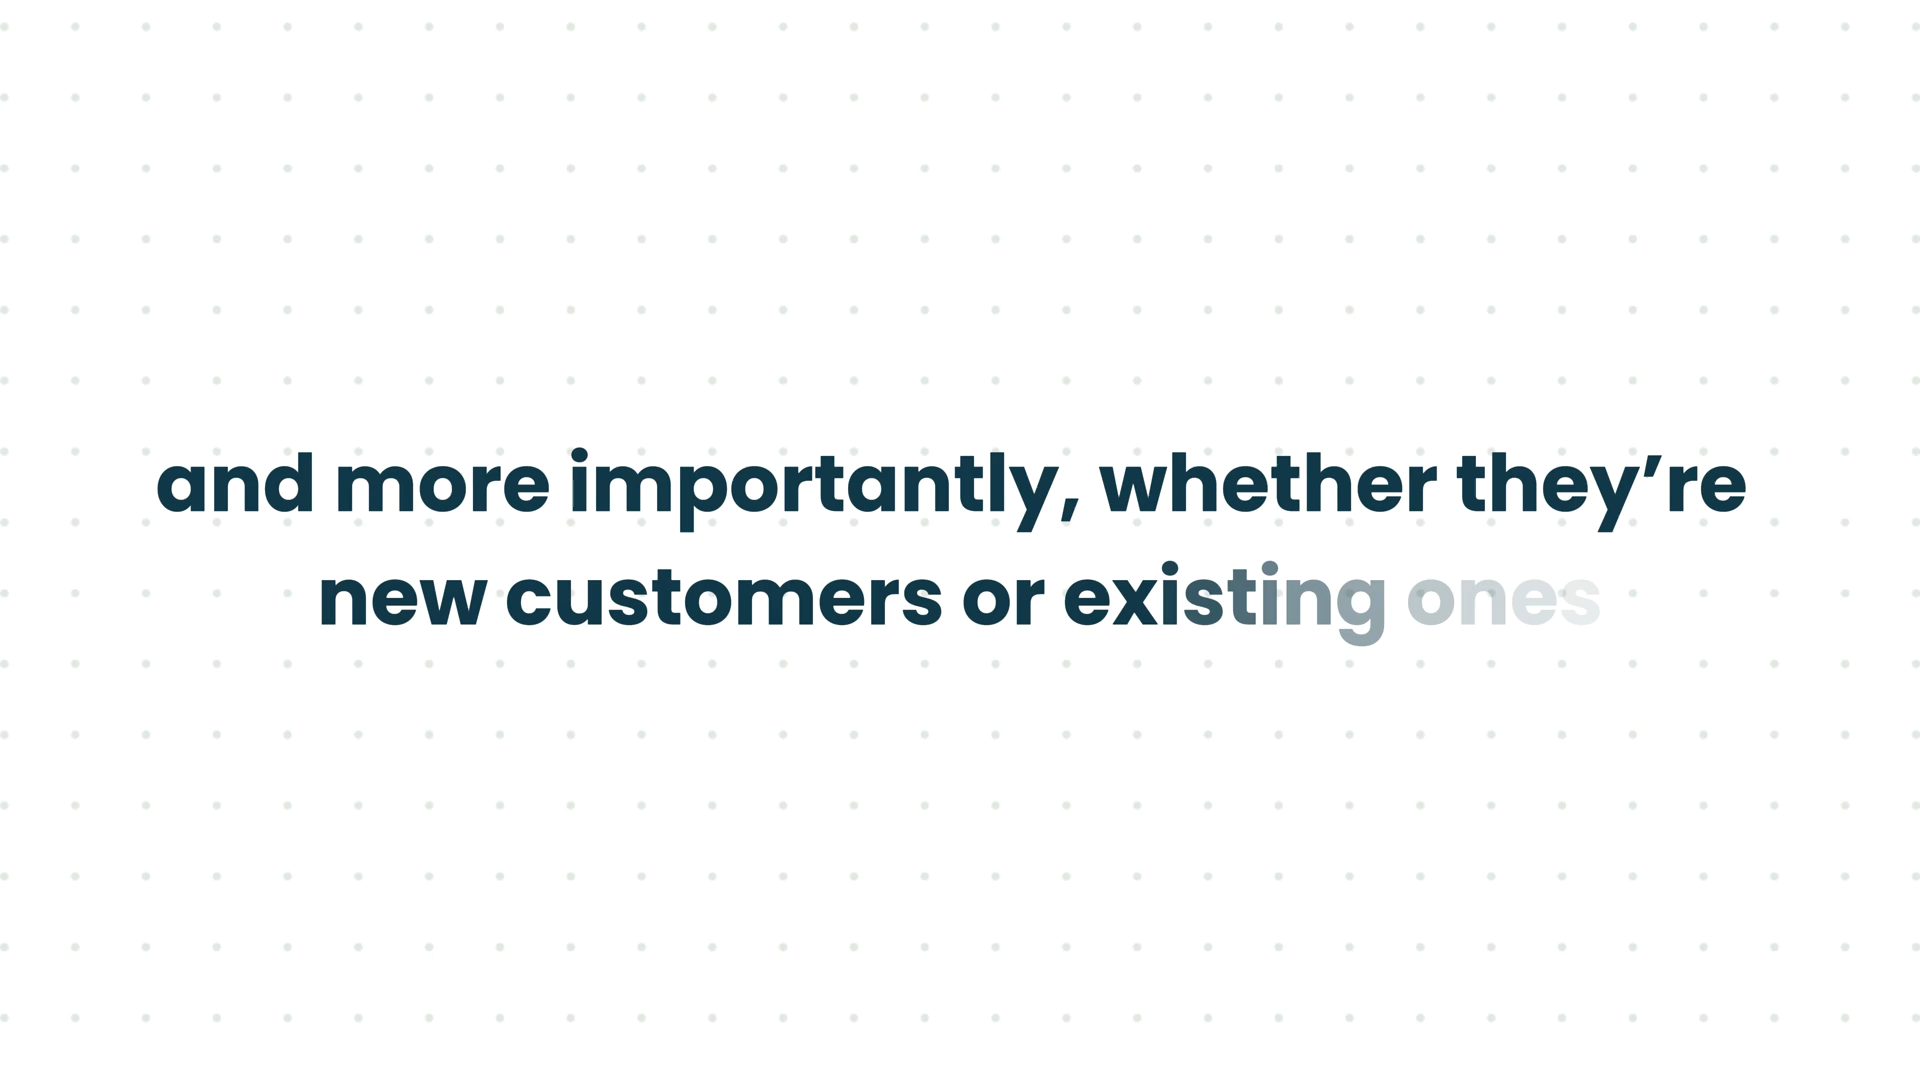 and more importantly, whether they’re
new customers or existing ones